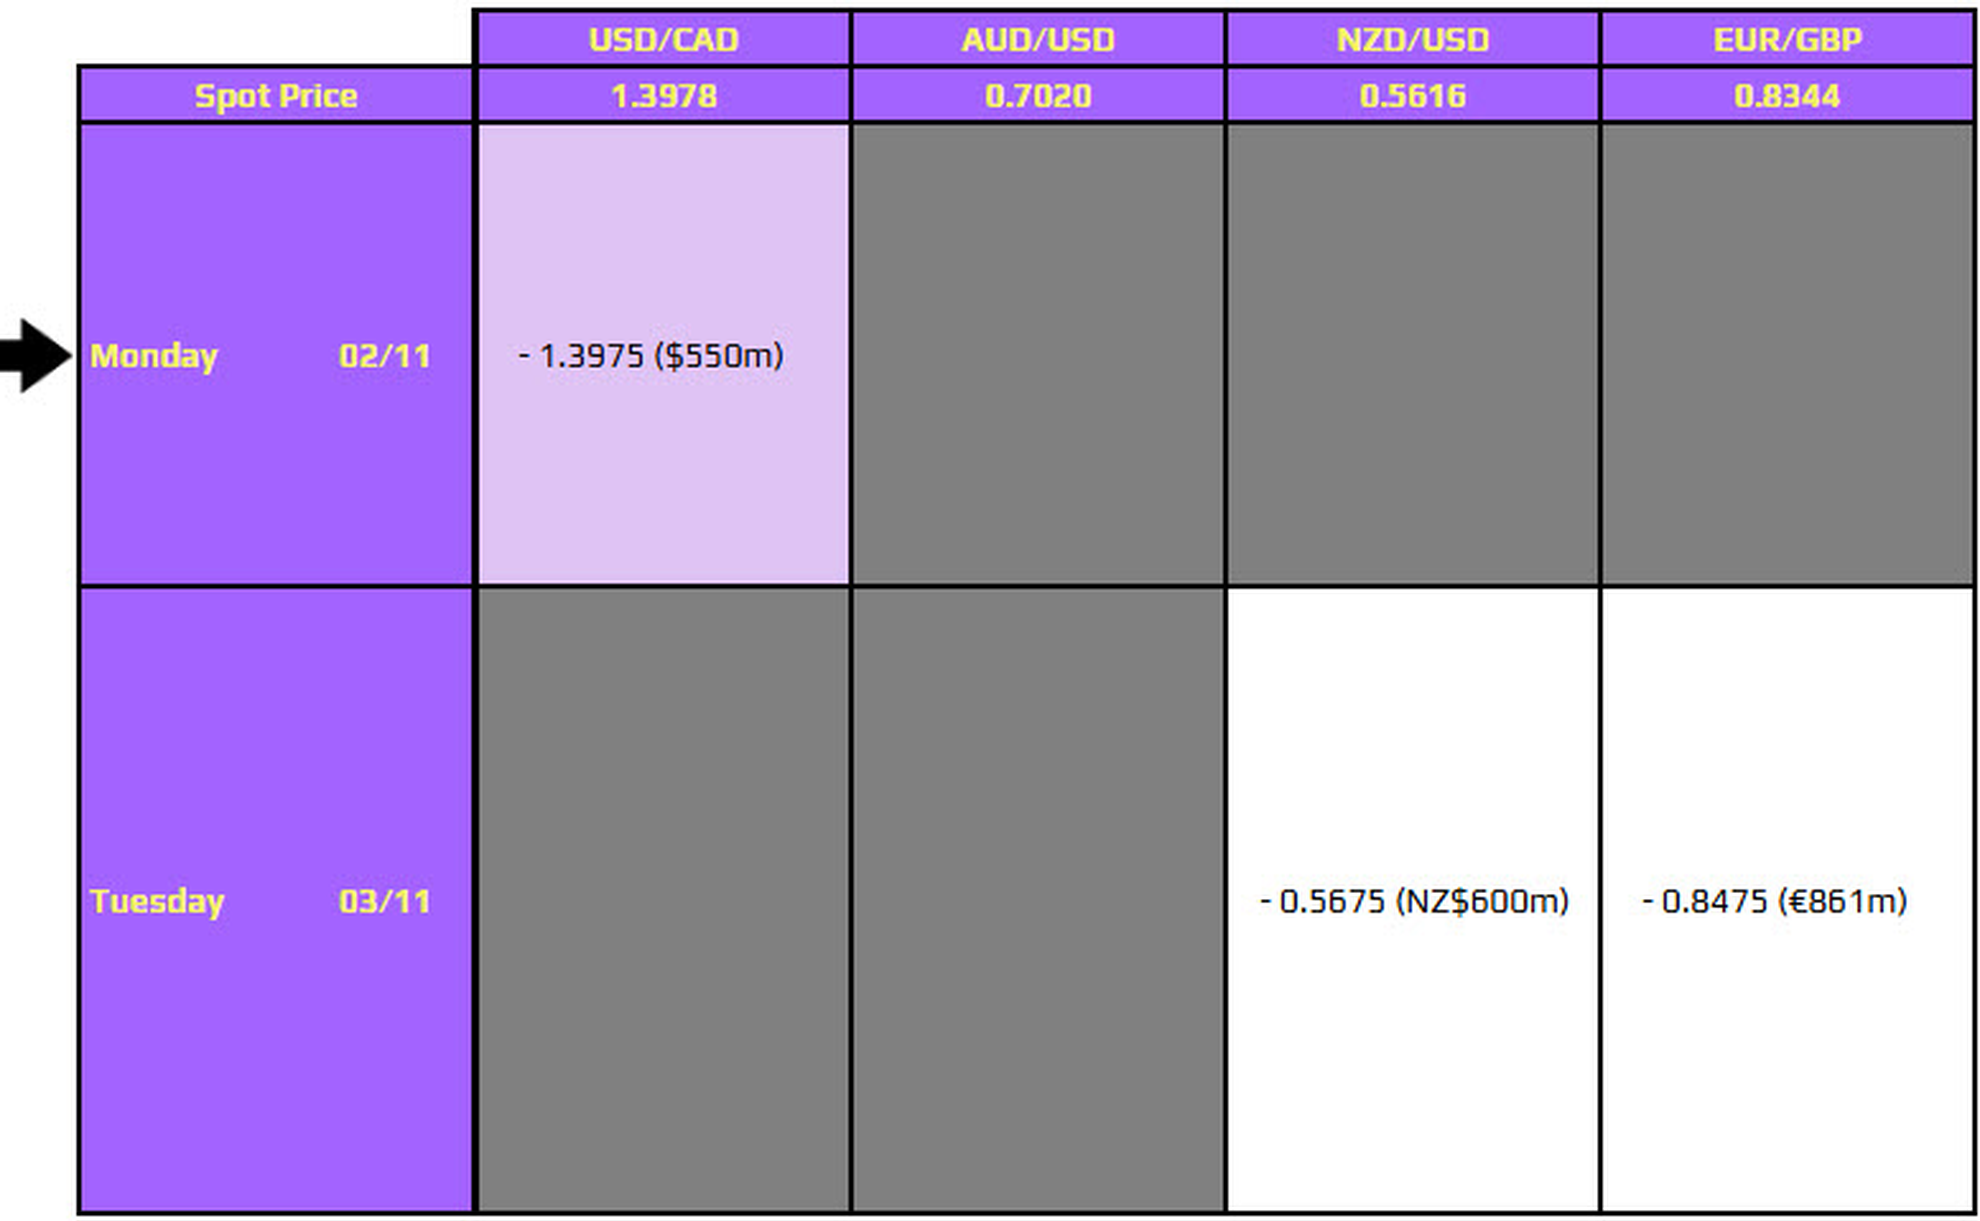 USD/CAD AUD/USD NZD/USD EUR/GBP
Spot Price 1.3978 0.7020 0.5616 0.8344
Monday 02/11 - 1.3975 ($550m)
Tuesday 03/11 - 0.5675 (NZ$600m) - 0.8475 (€861m)